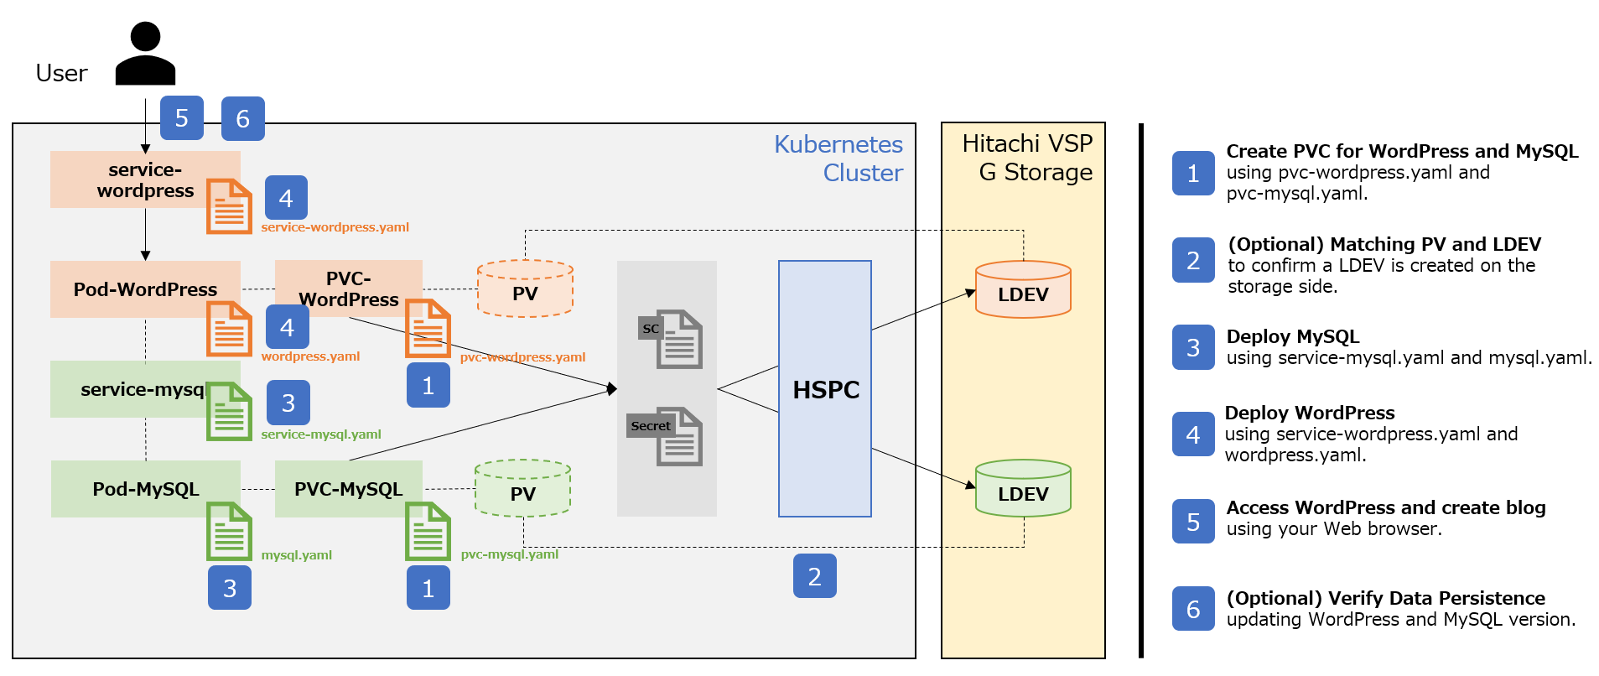 User
5
6
Kubernetes
Cluster
Hitachi VSP
G Storage
service-
wordpress
4
service-wordpress.yaml
Pod-WordPress
PVC-
WordPress
PV
LDEV
4
wordpress.yaml
pvc-wordpress.yaml
1
SC
Secret
HSPC
service-mysql
3
service-mysql.yaml
Pod-MySQL
PVC-MySQL
PV
LDEV
mysql.yaml
pvc-mysql.yaml
3
1
2
1
Create PVC for WordPress and MySQL
using pvc-wordpress.yaml and
pvc-mysql.yaml.
2
(Optional) Matching PV and LDEV
to confirm a LDEV is created on the
storage side.
3
Deploy MySQL
using service-mysql.yaml and mysql.yaml.
4
Deploy WordPress
using service-wordpress.yaml and
wordpress.yaml.
5
Access WordPress and create blog
using your Web browser.
6
(Optional) Verify Data Persistence
updating WordPress and MySQL version.